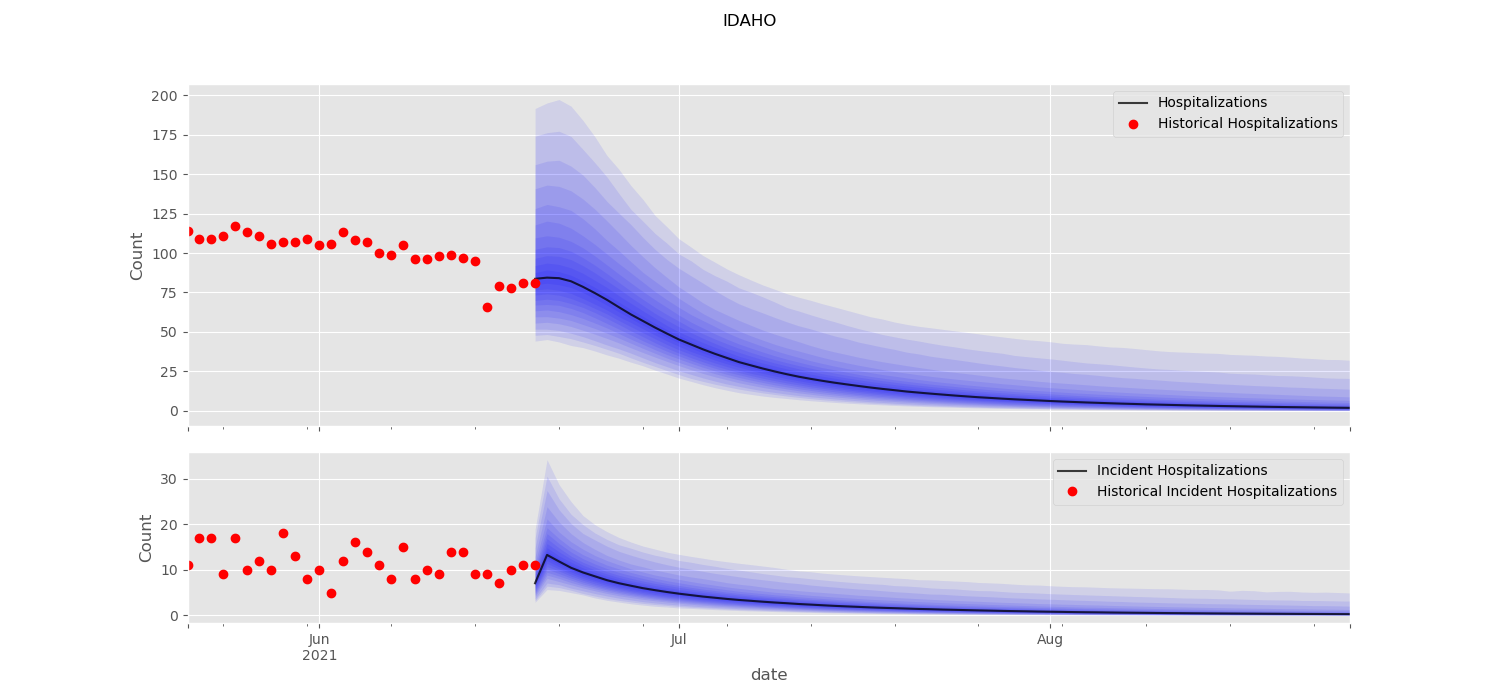 IDAHO
200
175
150
125
100
75
50
25
0
Count
Hospitalizations
Historical Hospitalizations
30
20
10
0
Count
Incident Hospitalizations
Historical Incident Hospitalizations
Jun
2021
Jul
Aug
date